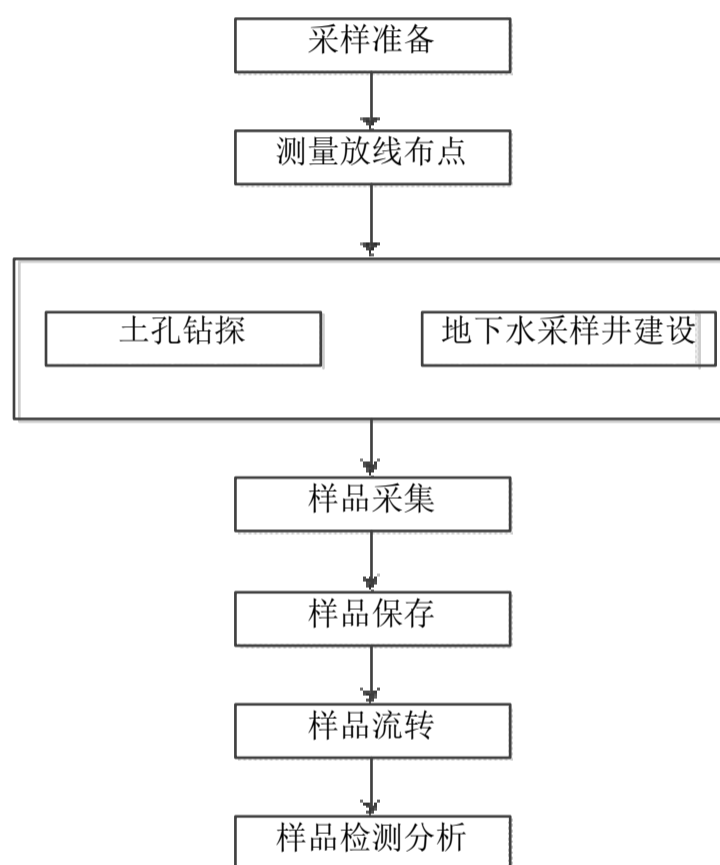 采样准备
测量放线布点
土孔钻探
地下水采样井建设
样品采集
样品保存
样品流转
样品检测分析